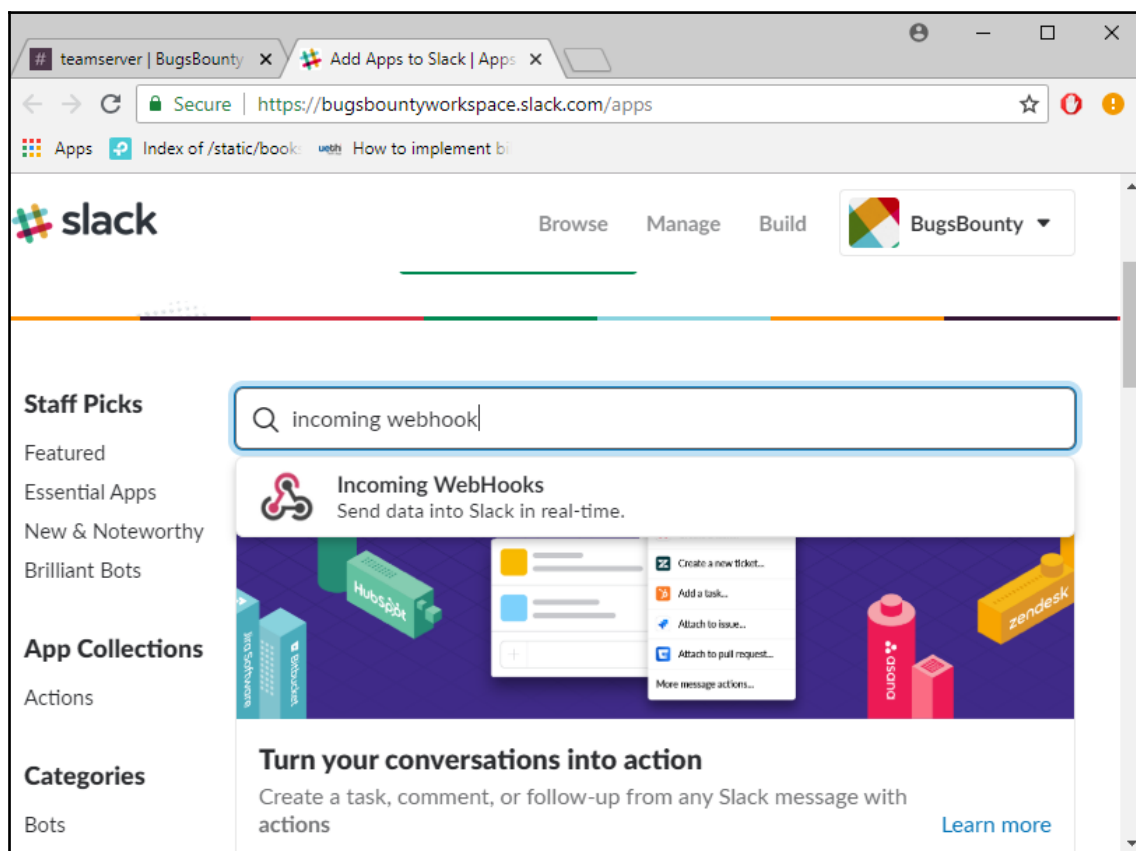 teamserver | BugsBounty
Add Apps to Slack | Apps
Secure
https://bugsbountyworkspace.slack.com/apps
Apps
Index of /static/book
How to implement bi
slack
Browse
Manage
Build
BugsBounty
Staff Picks
Featured
Essential Apps
New & Noteworthy
Brilliant Bots
App Collections
Actions
Categories
Bots
incoming webhook
Incoming WebHooks
Send data into Slack in real-time.
HubSpot
Jira Software
Bitbucket
Create a new ticket...
Add a task...
Attach to issue...
Attach to pull request...
More message actions...
asana
zendesk
Turn your conversations into action
Create a task, comment, or follow-up from any Slack message with
actions
Learn more